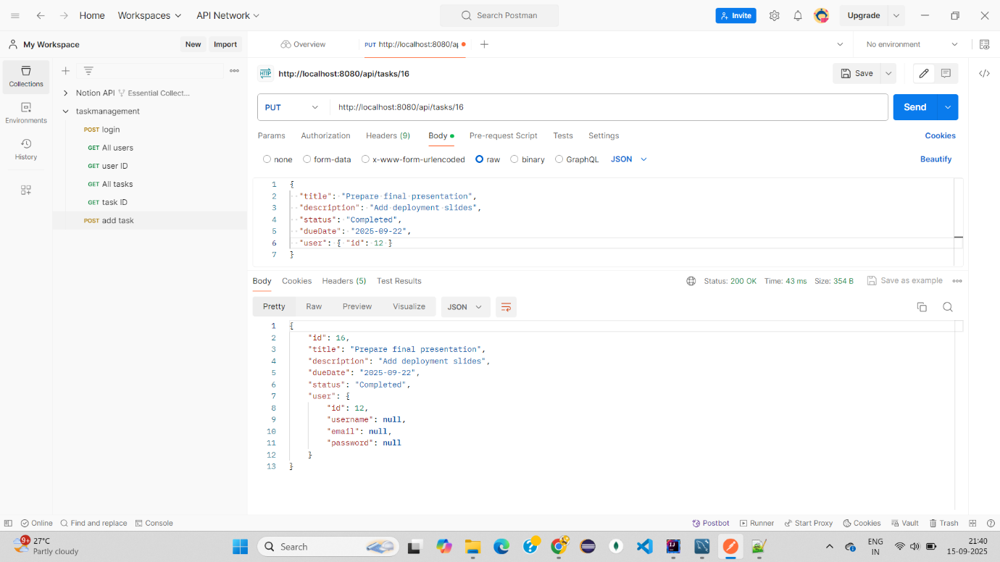 Home Workspaces API Network Search Postman Invite Upgrade
My Workspace New Import Overview PUT http://localhost:8080/ap No environment
HTTP http://localhost:8080/api/tasks/16 Save
Collections
Environments
History
Notion API Essential Collect...
taskmanagement
POST login
GET All users
GET user ID
GET All tasks
GET task ID
POST add task
PUT http://localhost:8080/api/tasks/16 Send
Params Authorization Headers (9) Body Pre-request Script Tests Settings Cookies
none form-data x-www-form-urlencoded raw binary GraphQL JSON Beautify
1 {
2 "title": "Prepare final presentation",
3 "description": "Add deployment slides",
4 "status": "Completed",
5 "dueDate": "2025-09-22",
6 "user": { "id": 12 }
7 }
Body Cookies Headers (5) Test Results Status: 200 OK Time: 43 ms Size: 354 B Save as example
Pretty Raw Preview Visualize JSON
1 {
2 "id": 16,
3 "title": "Prepare final presentation",
4 "description": "Add deployment slides",
5 "dueDate": "2025-09-22",
6 "status": "Completed",
7 "user": {
8 "id": 12,
9 "username": null,
10 "email": null,
11 "password": null
12 }
13 }
Online Find and replace Console Postbot Runner Start Proxy Cookies Vault Trash
9+ 27°C
Partly cloudy
Search
ENG
IN
21:40
15-09-2025